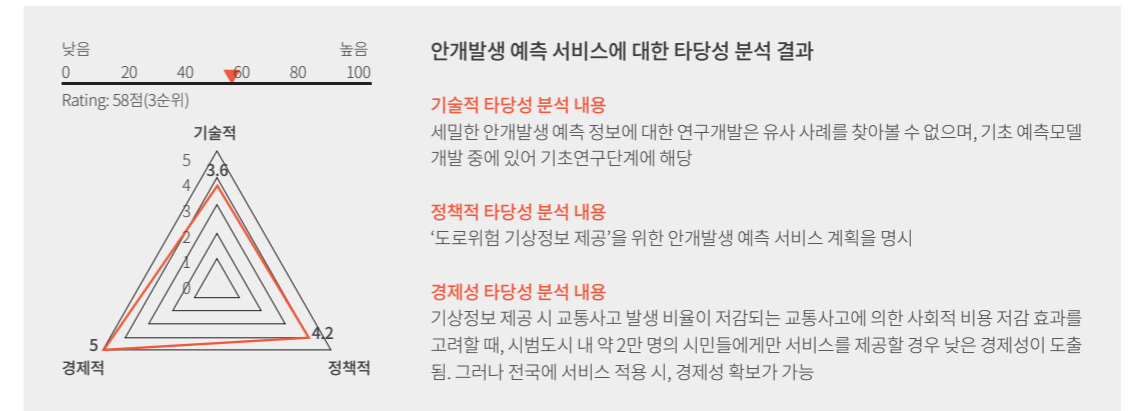 낮음 높음
0 20 40 60 80 100
Rating: 58점(3순위)
기술적
5
3.6
4
3
2
1
0
4.2
5
경제적 정책적
안개발생 예측 서비스에 대한 타당성 분석 결과
기술적 타당성 분석 내용
세밀한 안개발생 예측 정보에 대한 연구개발은 유사 사례를 찾아볼 수 없으며, 기초 예측모델
개발 중에 있어 기초연구단계에 해당
정책적 타당성 분석 내용
‘도로위험 기상정보 제공’을 위한 안개발생 예측 서비스 계획을 명시
경제성 타당성 분석 내용
기상정보 제공 시 교통사고 발생 비율이 저감되는 교통사고에 의한 사회적 비용 저감 효과를
고려할 때, 시범도시 내 약 2만 명의 시민들에게만 서비스를 제공할 경우 낮은 경제성이 도출
됨. 그러나 전국에 서비스 적용 시, 경제성 확보가 가능